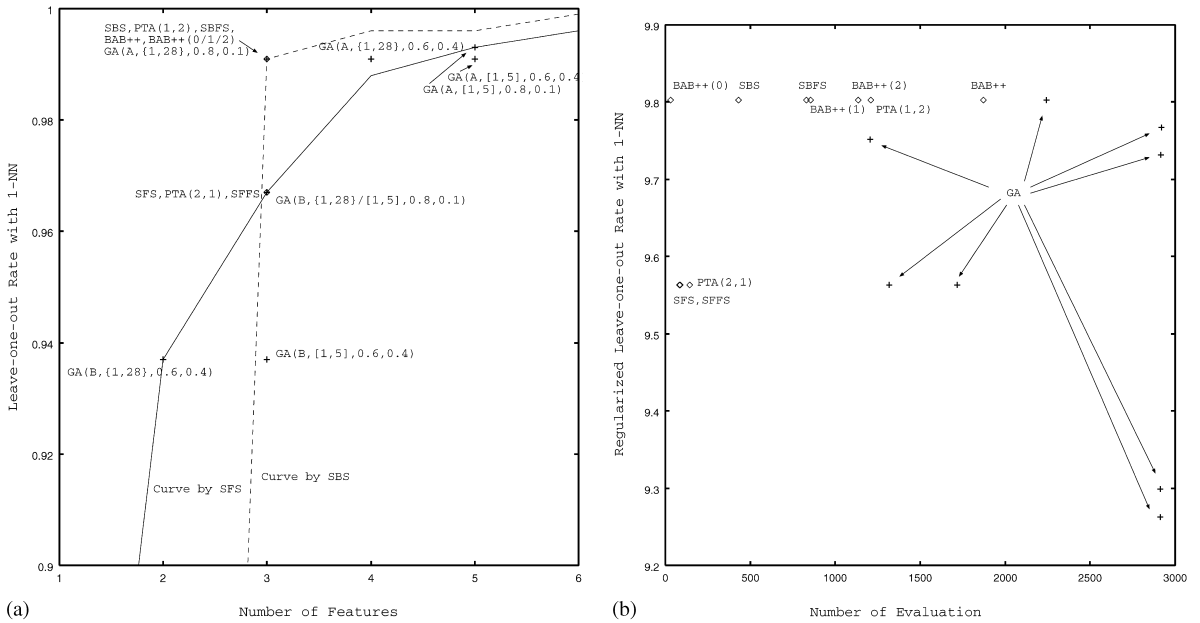 1
0.98
0.96
0.94
0.92
0.9
Leave-one-out Rate with 1-NN
SBS,PTA(1,2),SBFS,
BAB++,BAB++(0/1/2)
GA(A,{1,28},0.8,0.1)
GA(A,{1,28},0.6,0.4)
GA(A,[1,5],0.6,0.4
GA(A,[1,5],0.8,0.1)
SFS,PTA(2,1),SFFS
GA(B,{1,28}/[1,5],0.8,0.1)
GA(B,[1,5],0.6,0.4)
GA(B,{1,28},0.6,0.4)
Curve by SBS
Curve by SFS
1 2 3 4 5 6
(a)
Number of Features
9.9
9.8
9.7
9.6
9.5
9.4
9.3
9.2
Regularized Leave-one-out Rate with 1-NN
BAB++(0) SBS SBFS BAB++(2) BAB++
BAB++(1) PTA(1,2)
GA
PTA(2,1)
SFS,SFFS
0 500 1000 1500 2000 2500 3000
(b)
Number of Evaluation